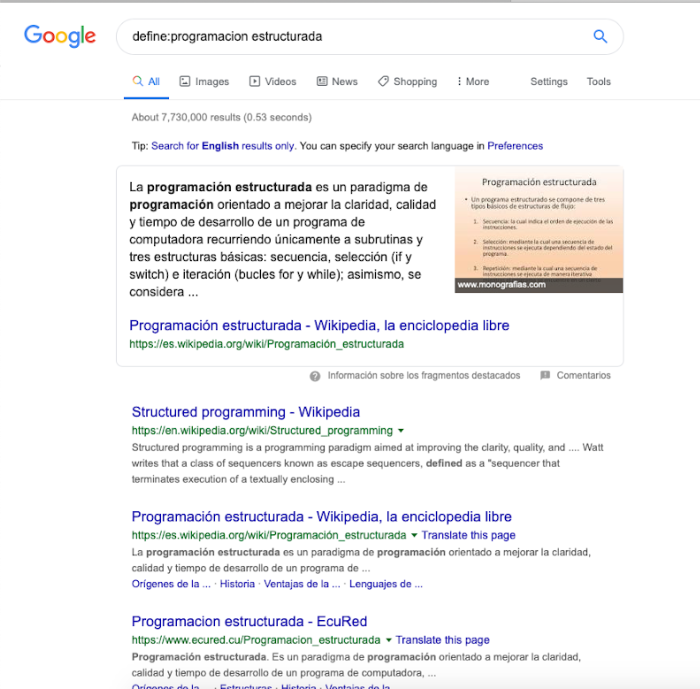 Google
define:programacion estructurada
All Images Videos News Shopping More Settings Tools
About 7,730,000 results (0.53 seconds)
Tip: Search for English results only. You can specify your search language in Preferences
La programación estructurada es un paradigma de
programación orientado a mejorar la claridad, calidad
y tiempo de desarrollo de un programa de
computadora recurriendo únicamente a subrutinas y
tres estructuras básicas: secuencia, selección (if y
switch) e iteración (bucles for y while); asimismo, se
considera ...
Programación estructurada
• Un programa estructurado se compone de tres
tipos básicos de estructuras de flujo:
1. Secuencia: la cual indica el orden de ejecución de las
instrucciones.
2. Selección: mediante la cual una secuencia de
instrucciones se ejecuta dependiendo del estado del
programa.
3. Repetición: mediante la cual una secuencia de
instrucciones se ejecuta de manera iterativa
www.monografias.com
Programación estructurada - Wikipedia, la enciclopedia libre
https://es.wikipedia.org/wiki/Programación_estructurada
Información sobre los fragmentos destacados Comentarios
Structured programming - Wikipedia
https://en.wikipedia.org/wiki/Structured_programming
Structured programming is a programming paradigm aimed at improving the clarity, quality, and .... Watt
writes that a class of sequencers known as escape sequencers, defined as a "sequencer that
terminates execution of a textually enclosing ...
Programación estructurada - Wikipedia, la enciclopedia libre
https://es.wikipedia.org/wiki/Programación_estructurada Translate this page
La programación estructurada es un paradigma de programación orientado a mejorar la claridad,
calidad y tiempo de desarrollo de un programa de ...
Orígenes de la ... · Historia · Ventajas de la ... · Lenguajes de ...
Programacion estructurada - EcuRed
https://www.ecured.cu/Programacion_estructurada Translate this page
Programación estructurada. Es un paradigma de programación orientado a mejorar la claridad,
calidad y tiempo de desarrollo de un programa de computadora, ...
Orígenes de la ... · Estructuras · Historia · Ventajas de la